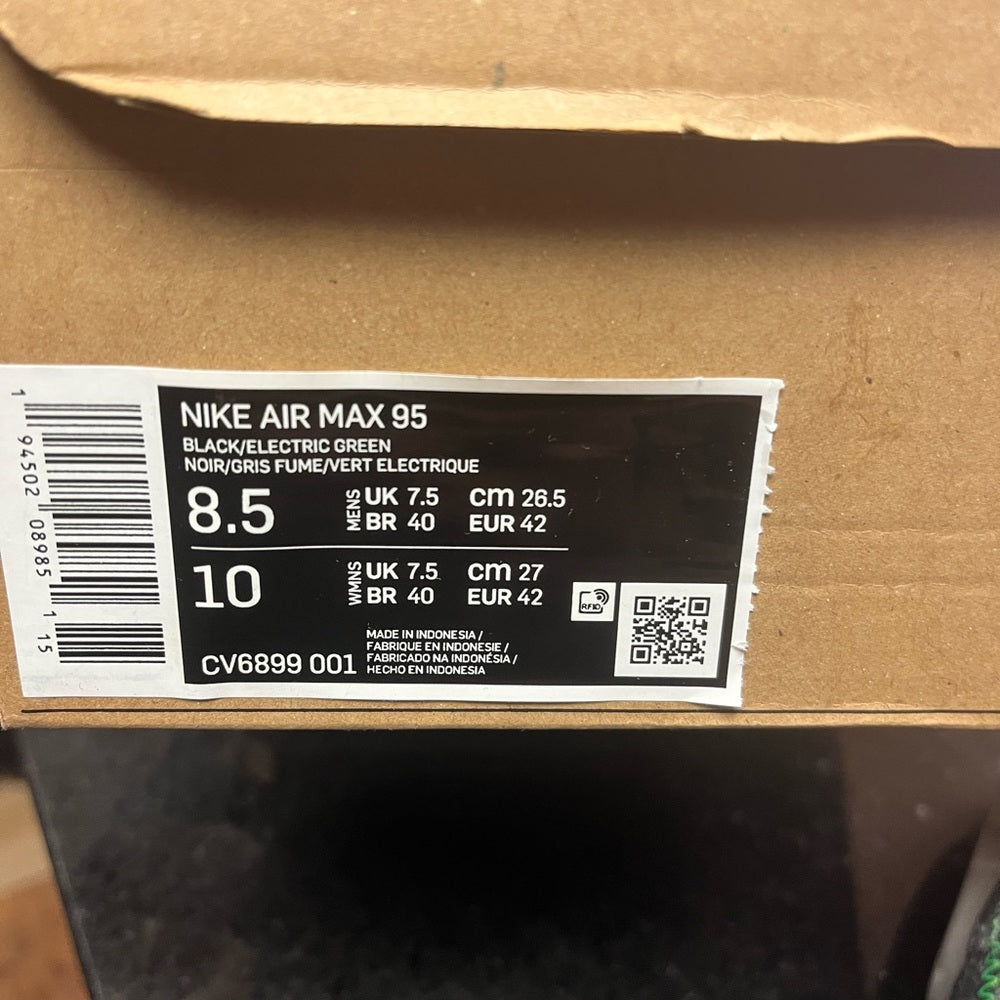 NIKE AIR MAX 95
BLACK/ELECTRIC GREEN
NOIR/GRIS FUME/VERT ELECTRIQUE
8.5 MENS UK 7.5 cm 26.5
BR 40 EUR 42
10 WMNS UK 7.5 cm 27
BR 40 EUR 42
RFID
CV6899 001
MADE IN INDONESIA /
FABRIQUE EN INDONESIE /
FABRICADO NA INDONÉSIA /
HECHO EN INDONESIA
1 94502 08985 1 15